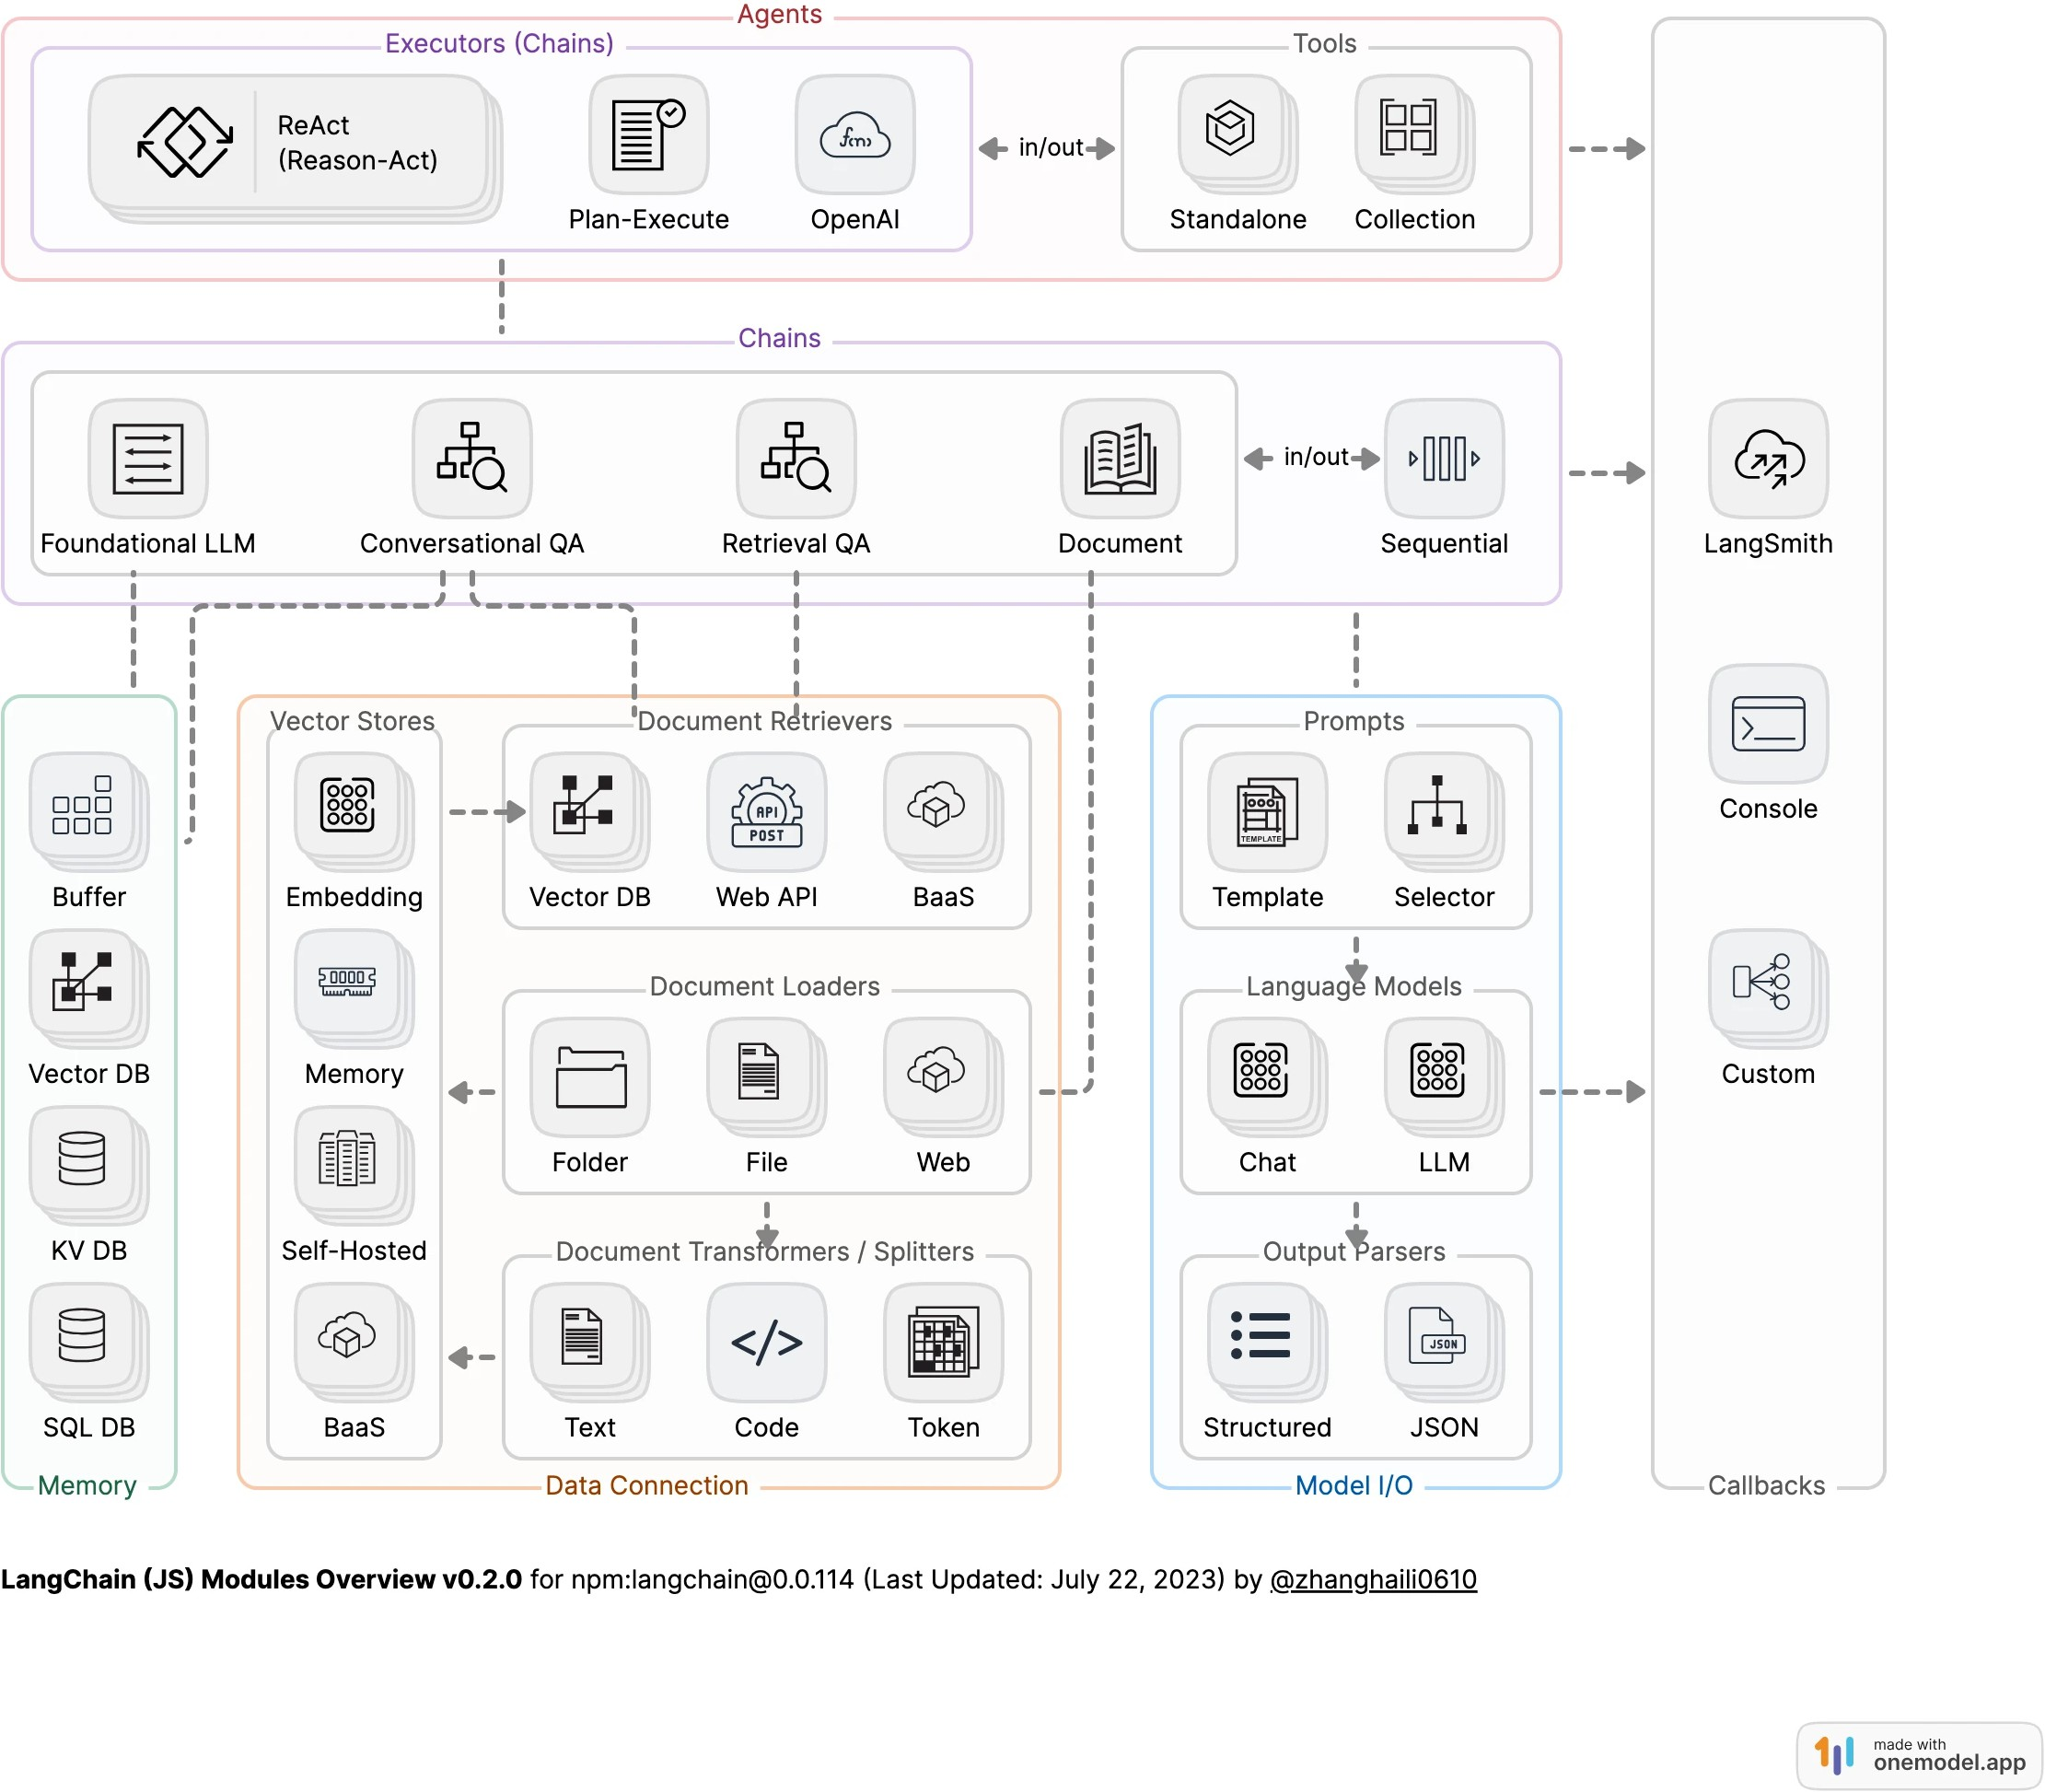 Agents
Executors (Chains)
Tools
ReAct
(Reason-Act)
Plan-Execute
OpenAI
f(n)
in/out
Standalone
Collection
Chains
Foundational LLM
Conversational QA
Retrieval QA
Document
in/out
Sequential
LangSmith
Console
Custom
Callbacks
Buffer
Vector DB
KV DB
SQL DB
Memory
Vector Stores
Embedding
Memory
Self-Hosted
BaaS
Document Retrievers
Vector DB
API
POST
Web API
BaaS
Document Loaders
Folder
File
Web
Document Transformers / Splitters
Text
Code
Token
Data Connection
Prompts
TEMPLATE
Template
Selector
Language Models
Chat
LLM
Output Parsers
Structured
JSON
JSON
Model I/O
LangChain (JS) Modules Overview v0.2.0 for npm:langchain@0.0.114 (Last Updated: July 22, 2023) by @zhanghaili0610
made with
onemodel.app